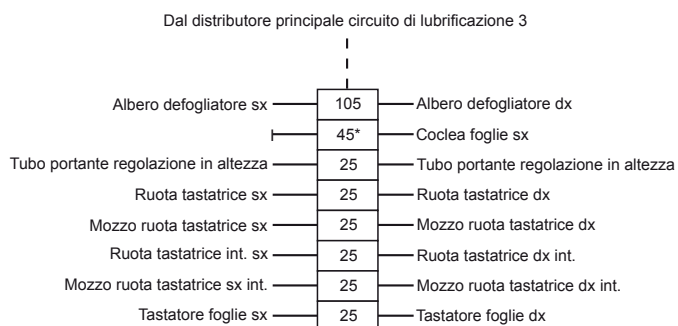 Dal distributore principale circuito di lubrificazione 3
Albero defogliatore sx 105 Albero defogliatore dx
45* Coclea foglie sx
Tubo portante regolazione in altezza 25 Tubo portante regolazione in altezza
Ruota tastatrice sx 25 Ruota tastatrice dx
Mozzo ruota tastatrice sx 25 Mozzo ruota tastatrice dx
Ruota tastatrice int. sx 25 Ruota tastatrice dx int.
Mozzo ruota tastatrice sx int. 25 Mozzo ruota tastatrice dx int.
Tastatore foglie sx 25 Tastatore foglie dx